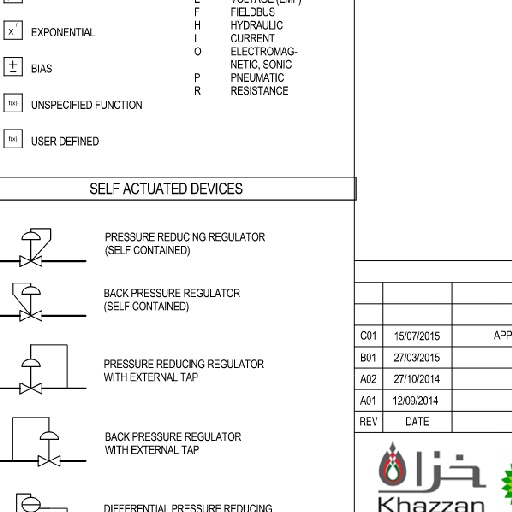 F FIELDBUS
H HYDRAULIC
I CURRENT
O ELECTROMAG-
NETIC, SONIC
P PNEUMATIC
R RESISTANCE
EXPONENTIAL
± BIAS
f(x) UNSPECIFIED FUNCTION
f(x) USER DEFINED
SELF ACTUATED DEVICES
PRESSURE REDUCING REGULATOR
(SELF CONTAINED)
BACK PRESSURE REGULATOR
(SELF CONTAINED)
PRESSURE REDUCING REGULATOR
WITH EXTERNAL TAP
BACK PRESSURE REGULATOR
WITH EXTERNAL TAP
DIFFERENTIAL PRESSURE REDUCING
C01 15/07/2015 APP
B01 27/03/2015
A02 27/10/2014
A01 12/09/2014
REV DATE
خزان
Khazzan